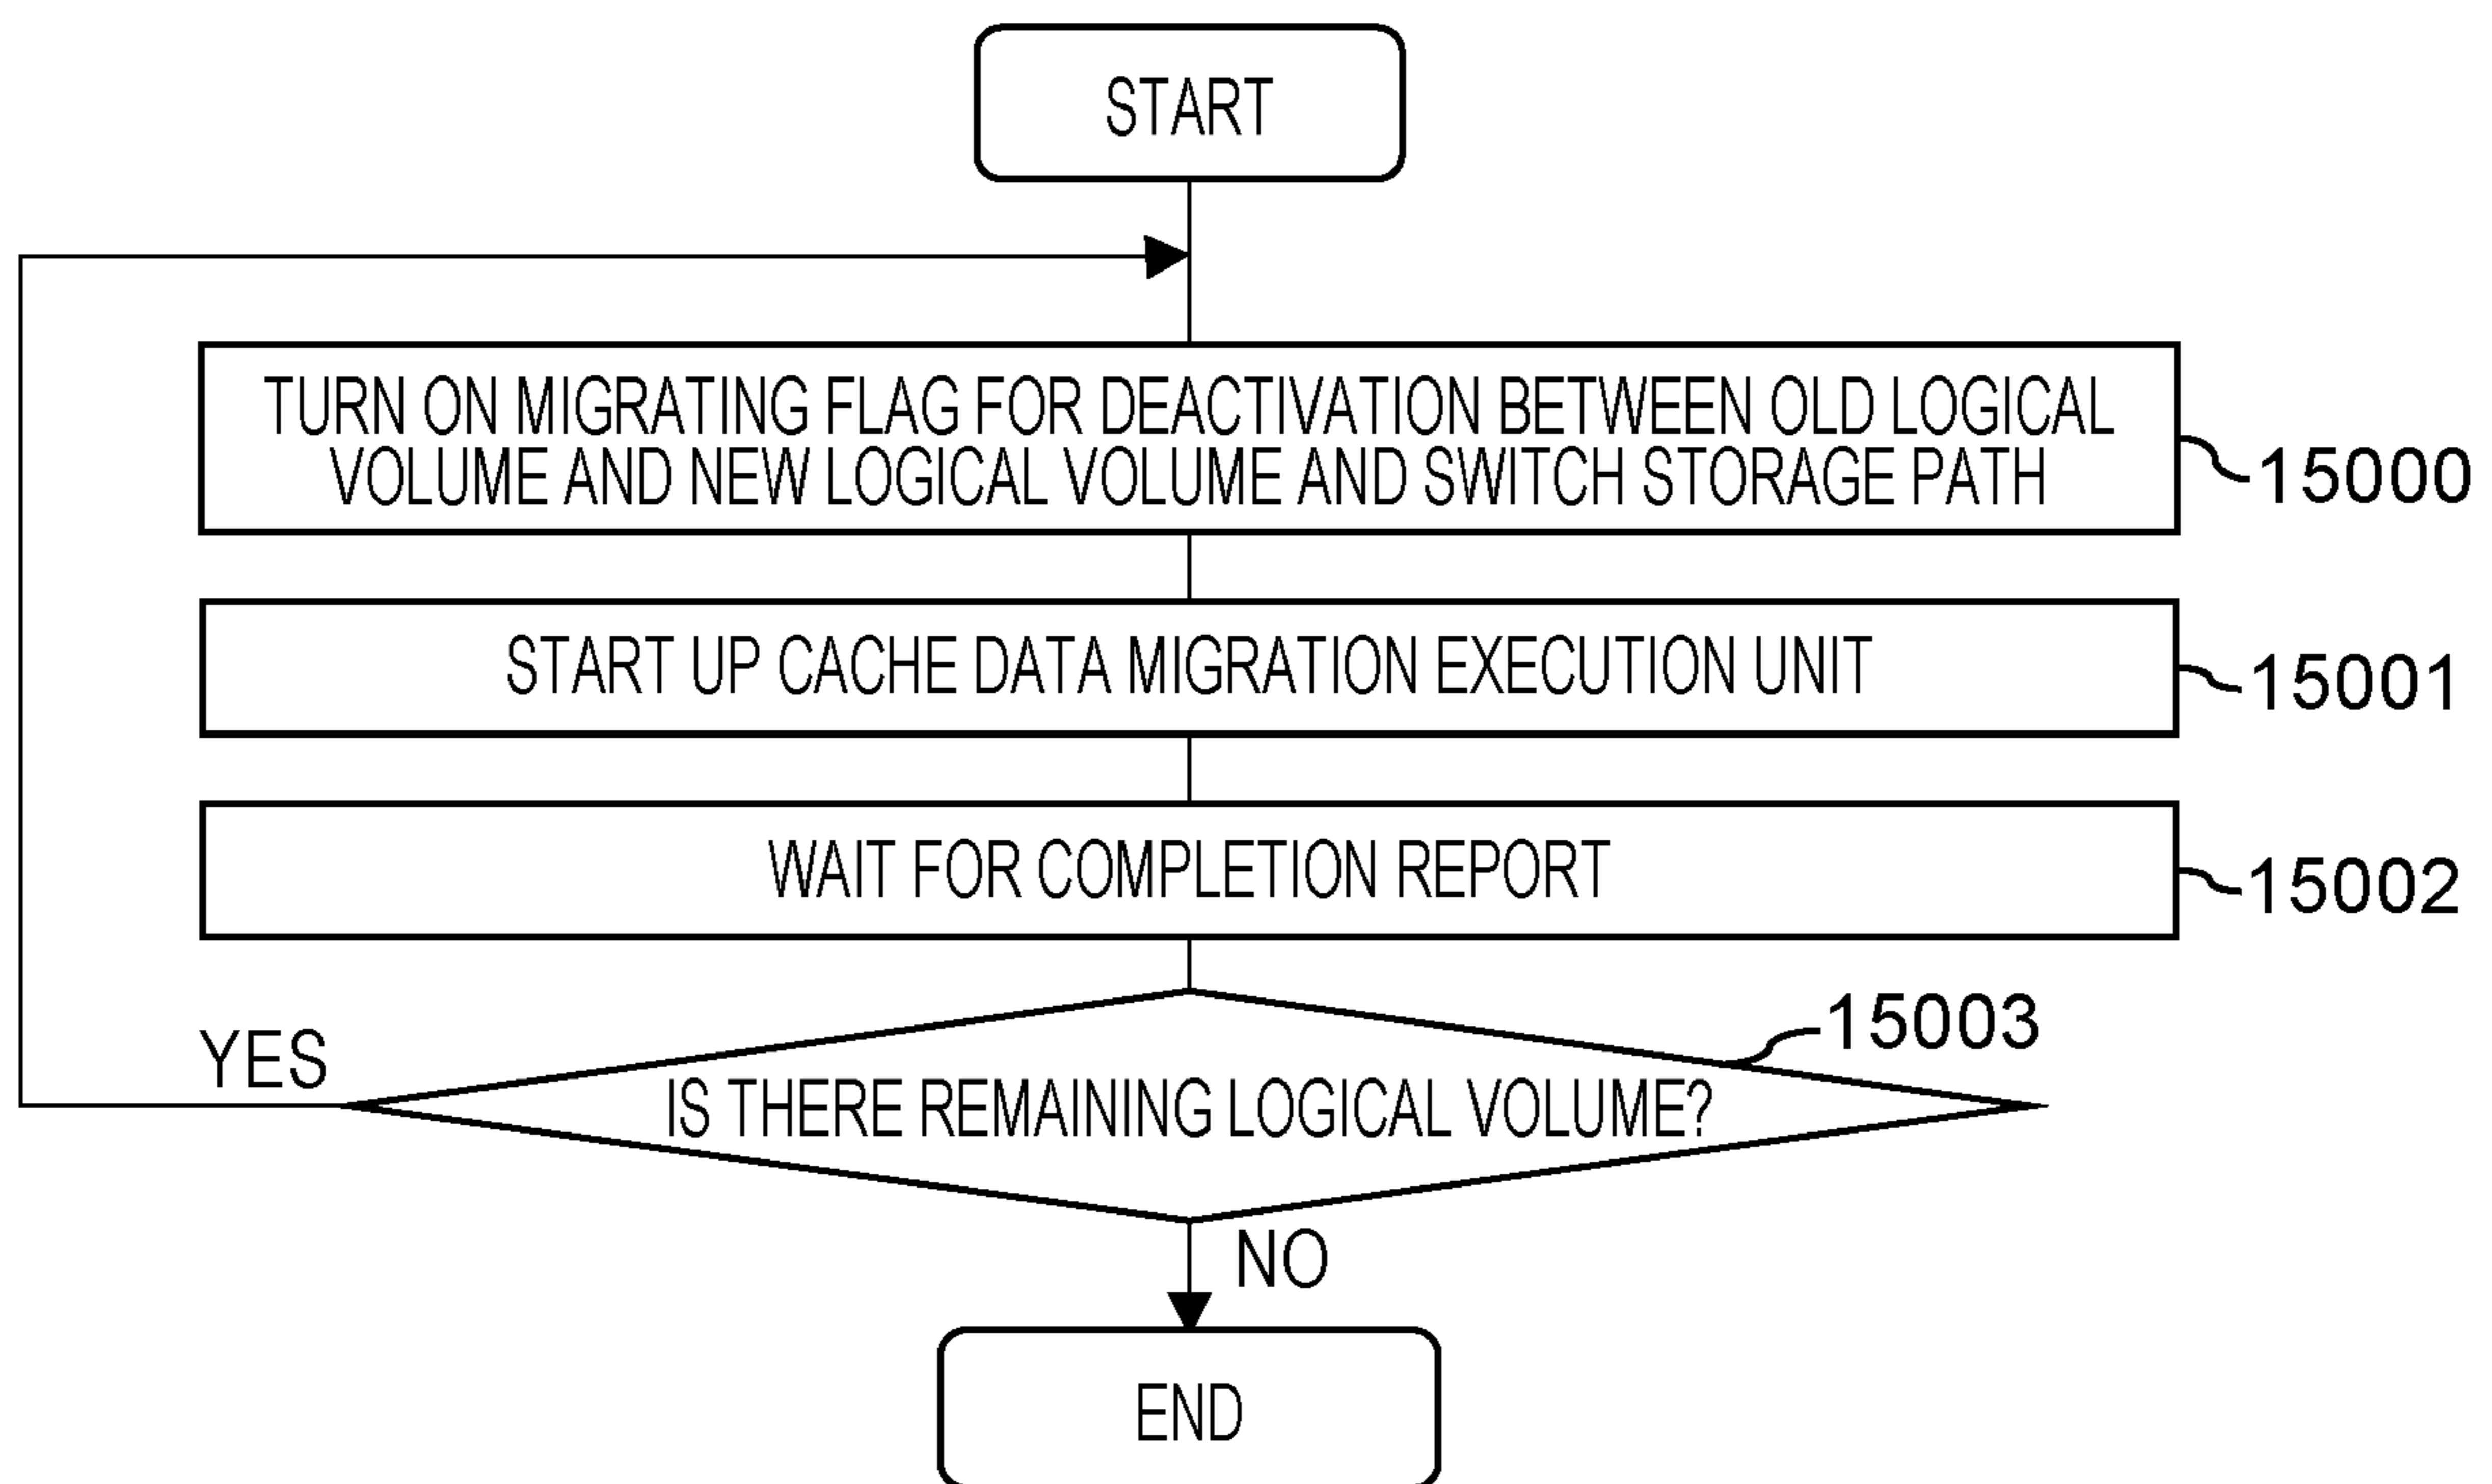 START
TURN ON MIGRATING FLAG FOR DEACTIVATION BETWEEN OLD LOGICAL
VOLUME AND NEW LOGICAL VOLUME AND SWITCH STORAGE PATH
15000
START UP CACHE DATA MIGRATION EXECUTION UNIT
15001
WAIT FOR COMPLETION REPORT
15002
15003
YES
IS THERE REMAINING LOGICAL VOLUME?
NO
END